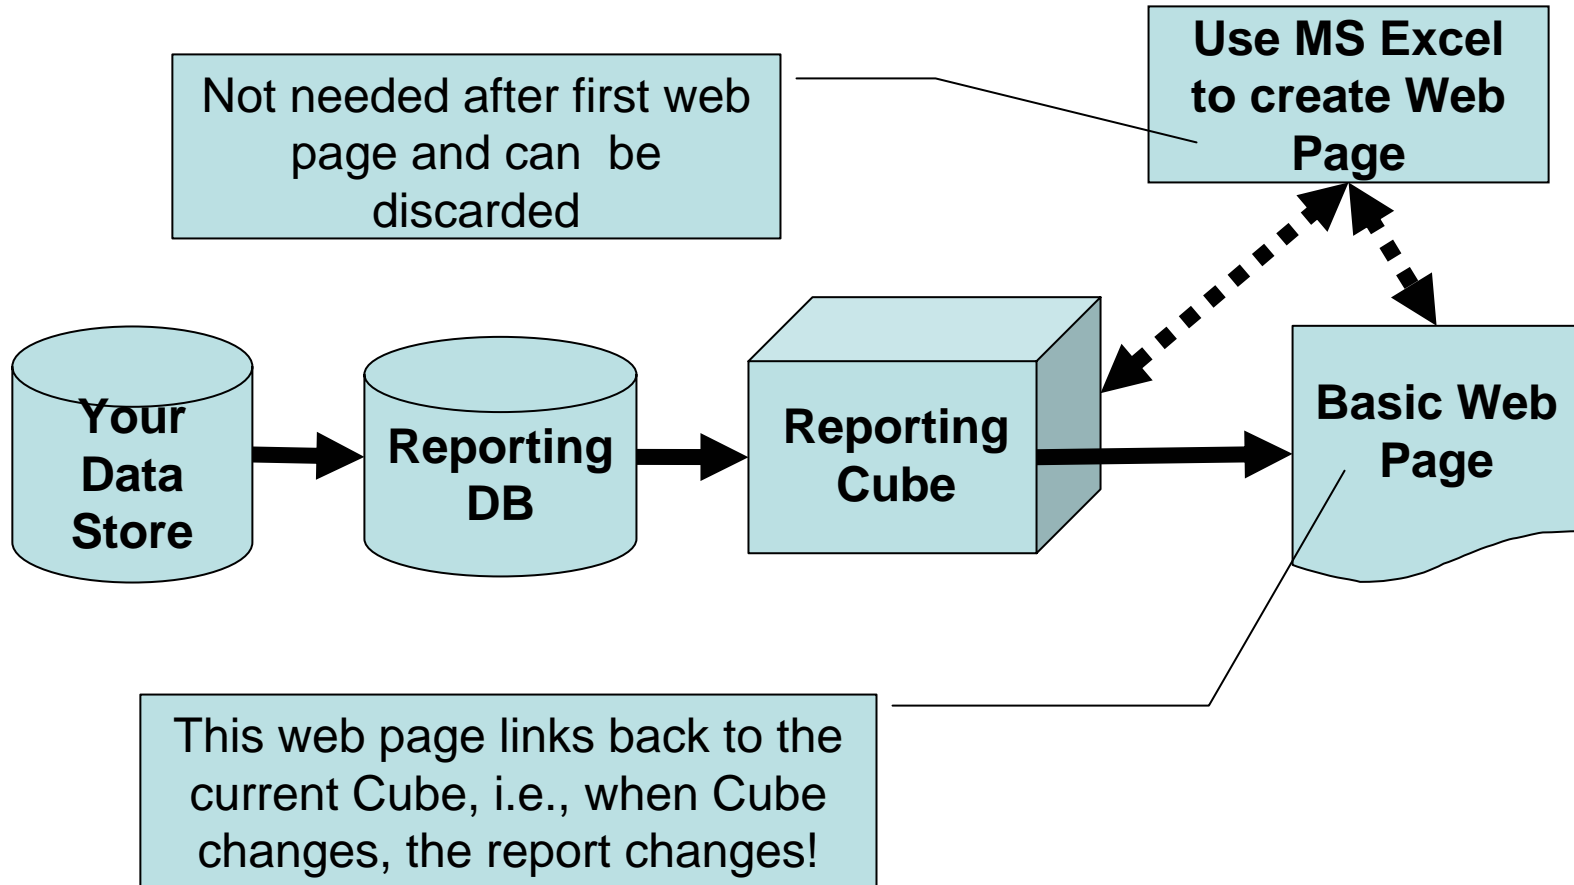 Use MS Excel
to create Web
Page
Not needed after first web
page and can  be
discarded
Your
Data
Store
Reporting
DB
Reporting
Cube
Basic Web
Page
This web page links back to the
current Cube, i.e., when Cube
changes, the report changes!